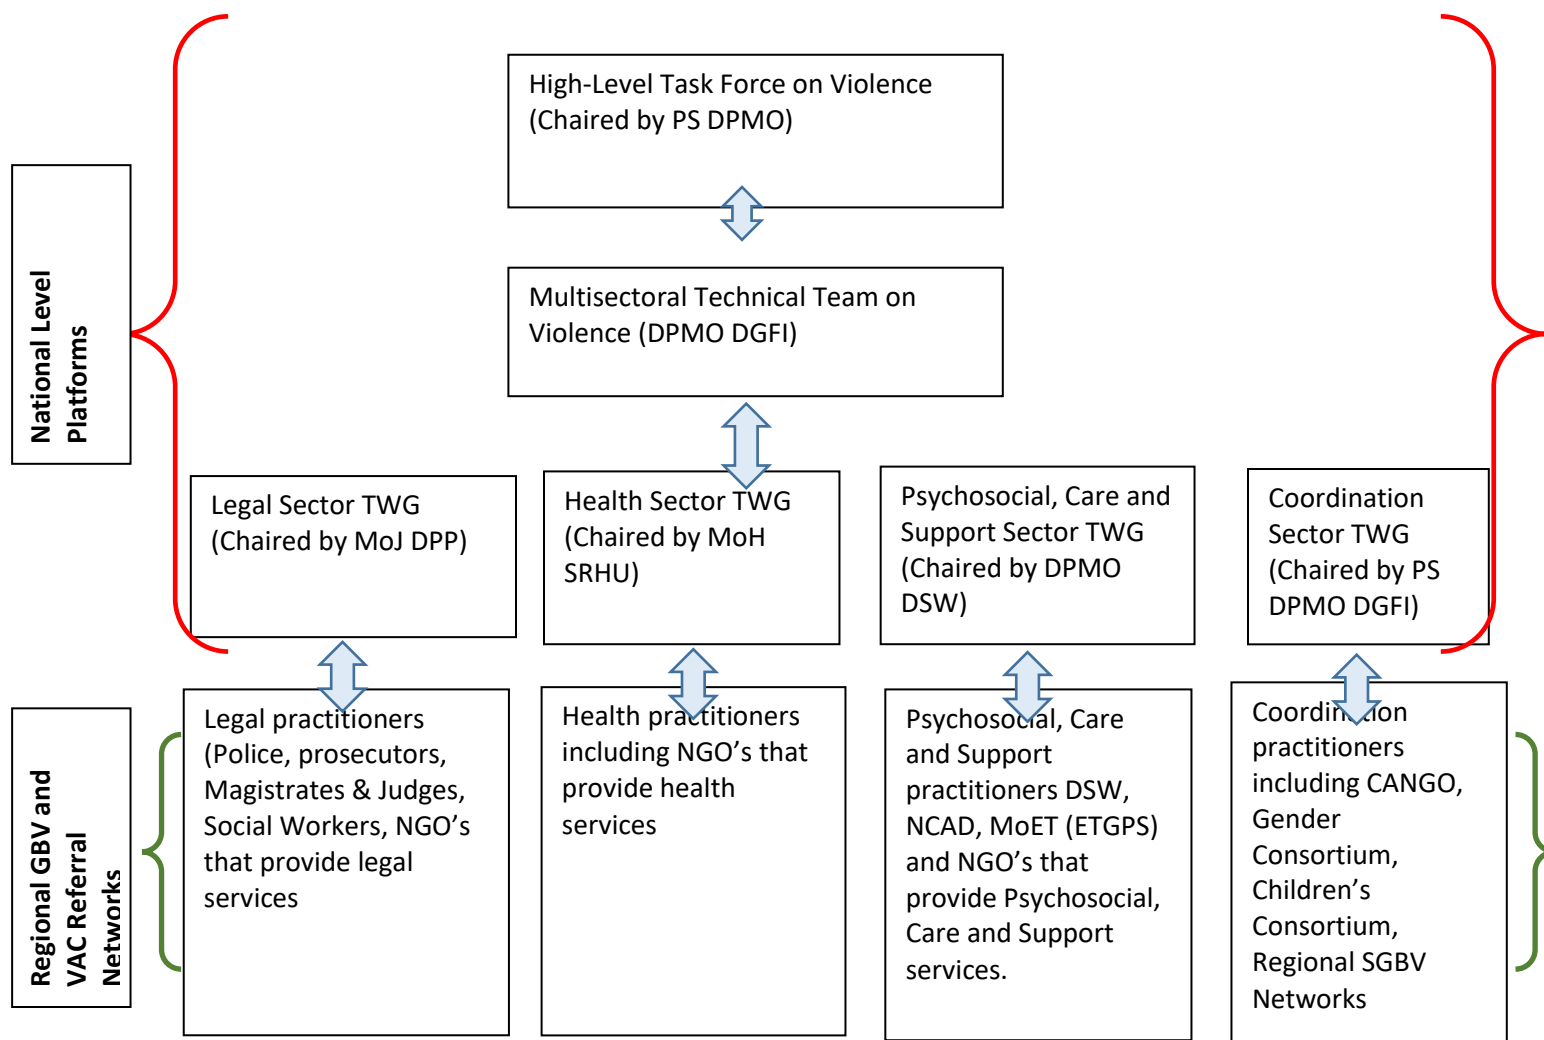 High-Level Task Force on Violence
(Chaired by PS DPMO)
National Level
Platforms
Multisectoral Technical Team on
Violence (DPMO DGFI)
Legal Sector TWG
(Chaired by MoJ DPP)
Health Sector TWG
(Chaired by MoH
SRHU)
Psychosocial, Care and
Support Sector TWG
(Chaired by DPMO
DSW)
Coordination
Sector TWG
(Chaired by PS
DPMO DGFI)
Regional GBV and
VAC Referral
Networks
Legal practitioners
(Police, prosecutors,
Magistrates & Judges,
Social Workers, NGO’s
that provide legal
services
Health practitioners
including NGO’s that
provide health
services
Psychosocial, Care
and Support
practitioners DSW,
NCAD, MoET (ETGPS)
and NGO’s that
provide Psychosocial,
Care and Support
services.
Coordination
practitioners
including CANGO,
Gender
Consortium,
Children’s
Consortium,
Regional SGBV
Networks